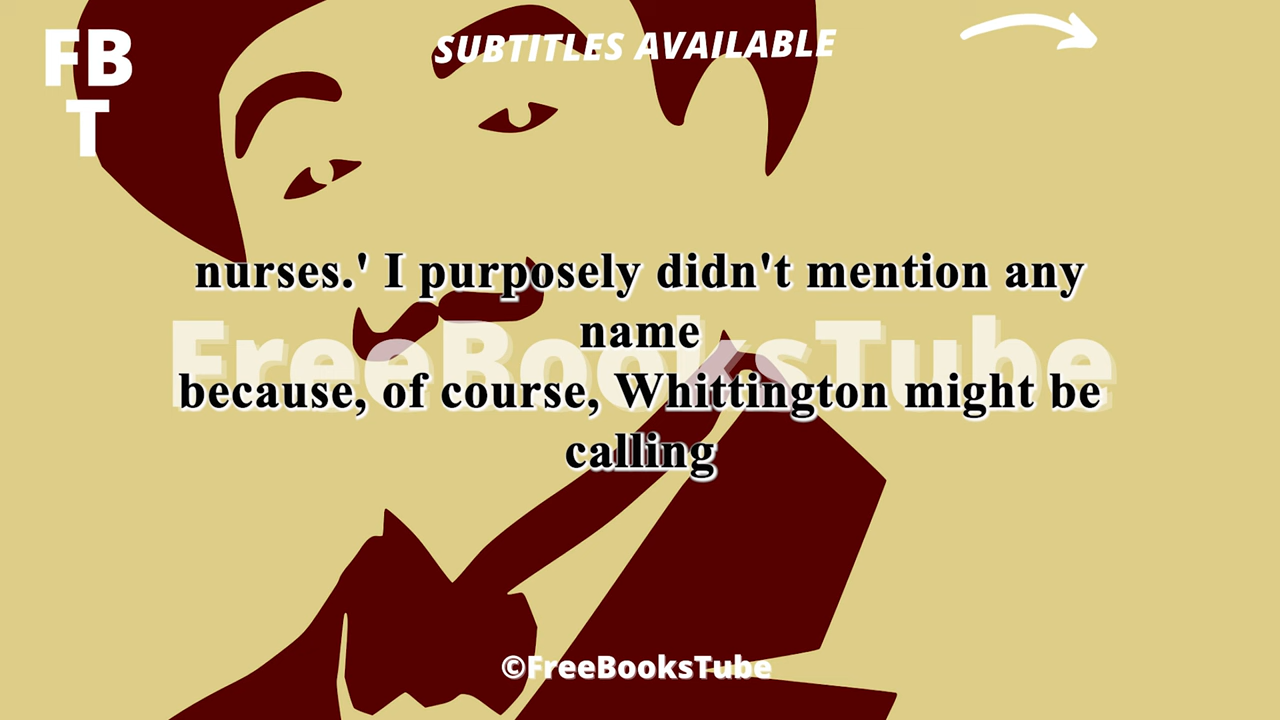 FB
T
SUBTITLES AVAILABLE
nurses.' I purposely didn't mention any
name
because, of course, Whittington might be
calling
FreeBooksTube
©FreeBooksTube